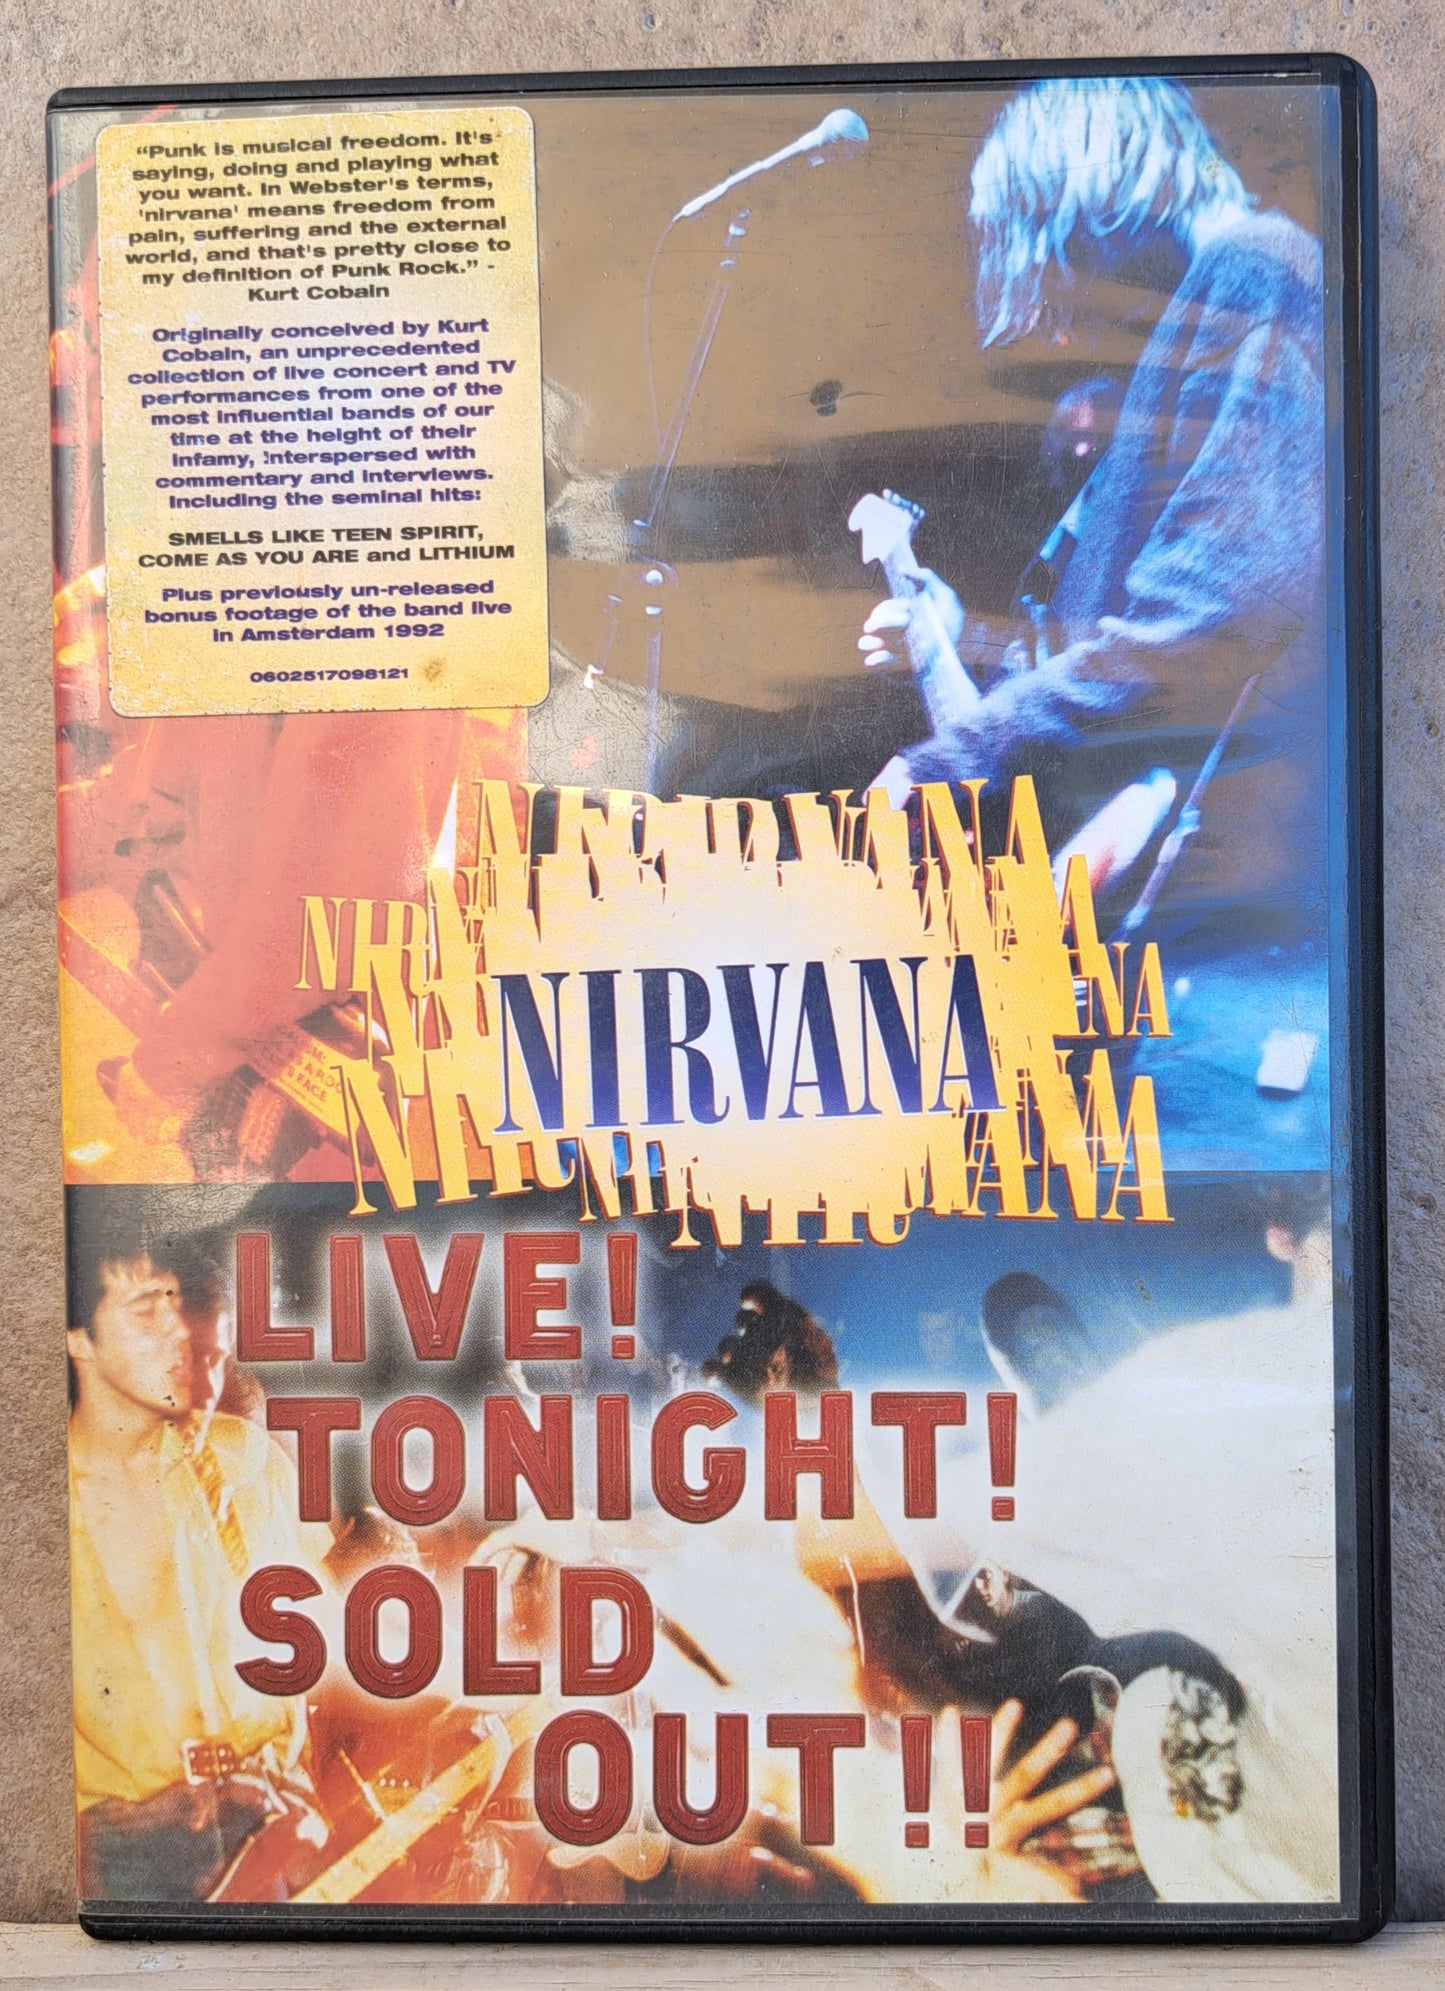 “Punk is musical freedom. It's
saying, doing and playing what
you want. In Webster's terms,
'nirvana' means freedom from
pain, suffering and the external
world, and that's pretty close to
my definition of Punk Rock.” -
Kurt Cobain
Originally conceived by Kurt
Cobain, an unprecedented
collection of live concert and TV
performances from one of the
most influential bands of our
time at the height of their
infamy, interspersed with
commentary and interviews.
Including the seminal hits:
SMELLS LIKE TEEN SPIRIT,
COME AS YOU ARE and LITHIUM
Plus previously un-released
bonus footage of the band live
in Amsterdam 1992
0602517098121
NIRVANA
LIVE!
TONIGHT!
SOLD
OUT!!